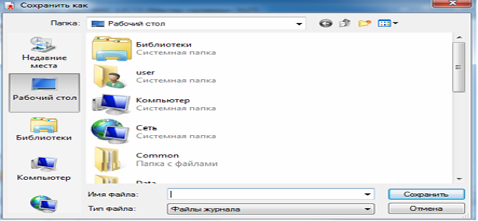 Сохранить как
Папка:
Рабочий стол
Недавние места
Рабочий стол
Библиотеки
Компьютер
Библиотеки
Системная папка
user
Системная папка
Компьютер
Системная папка
Сеть
Системная папка
Common
Папка с файлами
Data
Имя файла:
Сохранить
Тип файла:
Файлы журнала
Отмена